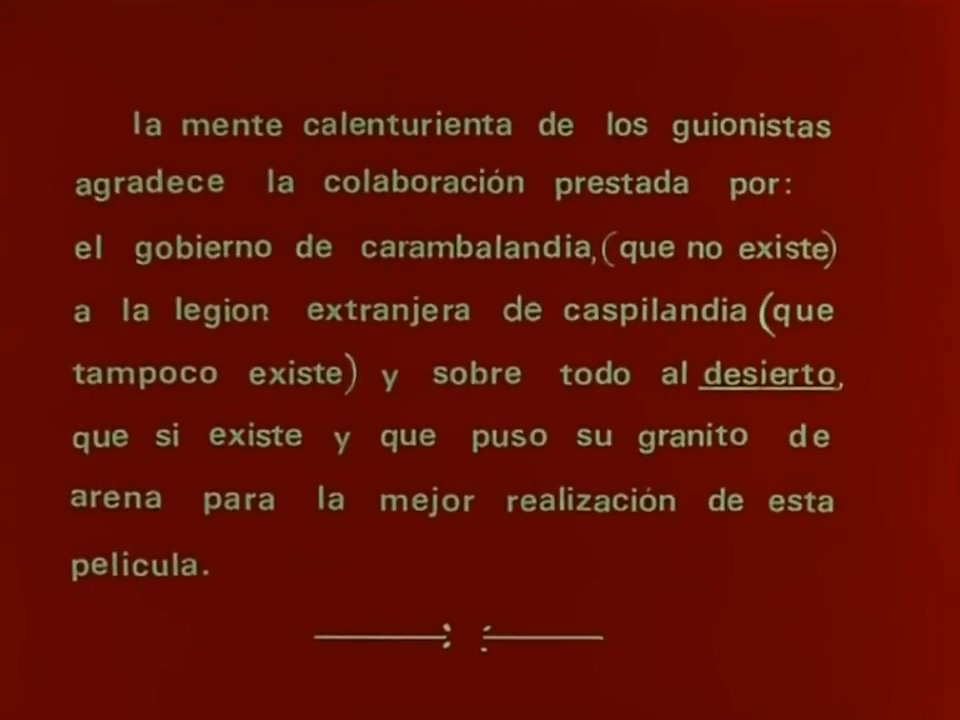 la mente calenturienta de los guionistas
agradece la colaboración prestada por:
el gobierno de carambalandia, (que no existe)
a la legion extranjera de caspilandia (que
tampoco existe) y sobre todo al desierto,
que si existe y que puso su granito de
arena para la mejor realización de esta
pelicula.